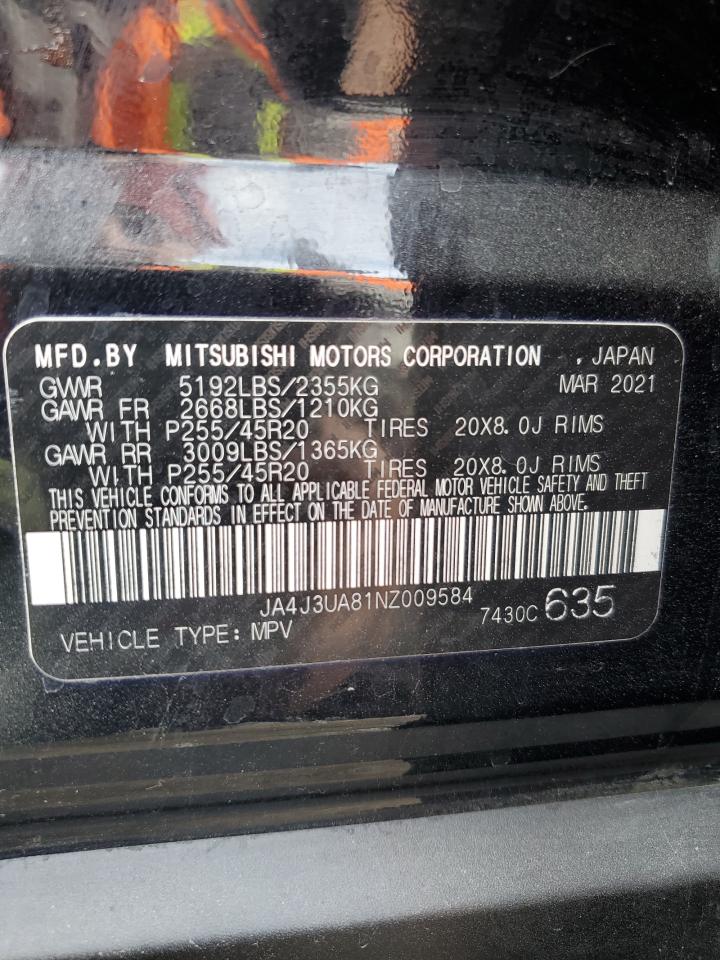 MFD.BY MITSUBISHI MOTORS CORPORATION , JAPAN
GVWR 5192LBS/2355KG MAR 2021
GAWR FR 2668LBS/1210KG
WITH P255/45R20 TIRES 20X8.0J RIMS
GAWR RR 3009LBS/1365KG
WITH P255/45R20 TIRES 20X8.0J RIMS
THIS VEHICLE CONFORMS TO ALL APPLICABLE FEDERAL MOTOR VEHICLE SAFETY AND THEFT
PREVENTION STANDARDS IN EFFECT ON THE DATE OF MANUFACTURE SHOWN ABOVE.
JA4J3UA81NZ009584 7430C 635
VEHICLE TYPE: MPV